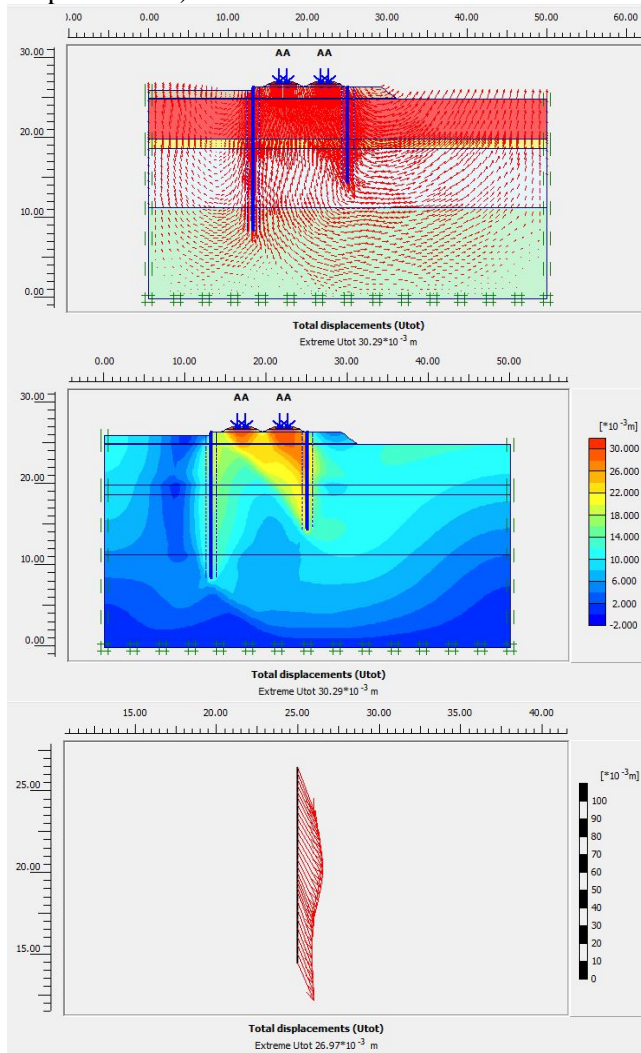 0.00 10.00 20.00 30.00 40.00 50.00 60.00
30.00
A A A A
20.00
10.00
0.00
Total displacements (Utot)
Extreme Utot 30.29*10⁻³ m
0.00 10.00 20.00 30.00 40.00 50.00
30.00
A A A A
20.00
10.00
0.00
[*10⁻³m]
30.000
26.000
22.000
18.000
14.000
10.000
6.000
2.000
-2.000
Total displacements (Utot)
Extreme Utot 30.29*10⁻³ m
15.00 20.00 25.00 30.00 35.00 40.00
25.00
20.00
15.00
[*10⁻³m]
100
90
80
70
60
50
40
30
20
10
0
Total displacements (Utot)
Extreme Utot 26.97*10⁻³ m